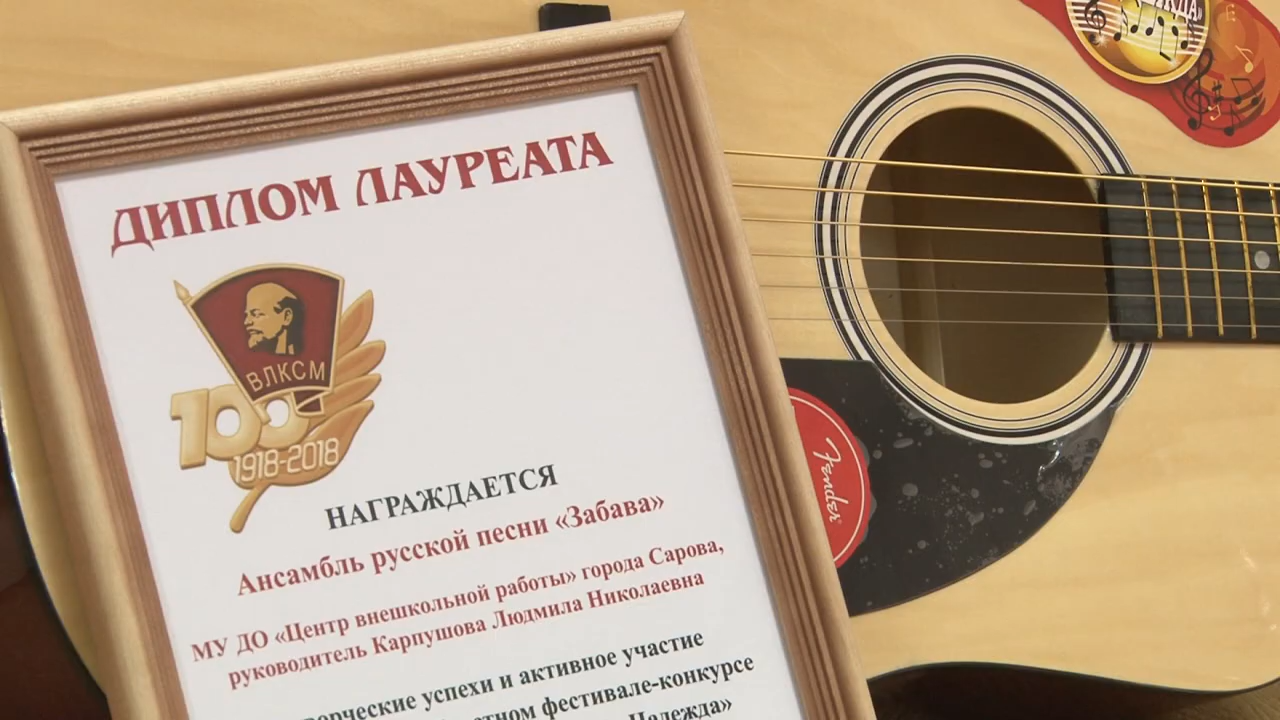 ДИПЛОМ ЛАУРЕАТА
ВЛКСМ
100
1918-2018
НАГРАЖДАЕТСЯ
Ансамбль русской песни «Забава»
МУ ДО «Центр внешкольной работы» города Сарова,
руководитель Карпушова Людмила Николаевна
успехи и активное участие
фестивале-конкурсе
Надежда»
Fender